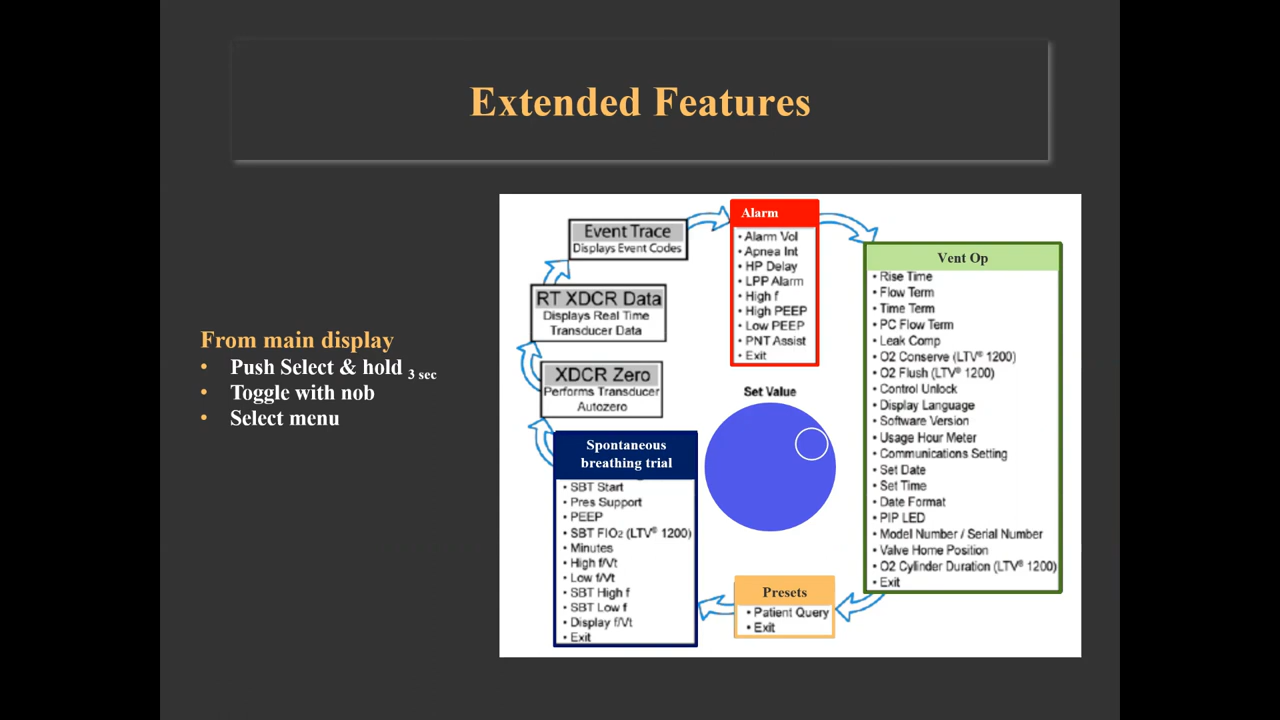 Extended Features
From main display
• Push Select & hold 3 sec
• Toggle with nob
• Select menu
Event Trace
Displays Event Codes
RT XDCR Data
Displays Real Time
Transducer Data
XDCR Zero
Performs Transducer
Autozero
Spontaneous
breathing trial
• SBT Start
• Pres Support
• PEEP
• SBT FIO2 (LTV® 1200)
• Minutes
• High f/Vt
• Low f/Vt
• SBT High f
• SBT Low f
• Display f/Vt
• Exit
Alarm
• Alarm Vol
• Apnea Int
• HP Delay
• LPP Alarm
• High f
• High PEEP
• Low PEEP
• PNT Assist
• Exit
Set Value
Presets
• Patient Query
• Exit
Vent Op
• Rise Time
• Flow Term
• Time Term
• PC Flow Term
• Leak Comp
• O2 Conserve (LTV® 1200)
• O2 Flush (LTV® 1200)
• Control Unlock
• Display Language
• Software Version
• Usage Hour Meter
• Communications Setting
• Set Date
• Set Time
• Date Format
• PIP LED
• Model Number / Serial Number
• Valve Home Position
• O2 Cylinder Duration (LTV® 1200)
• Exit